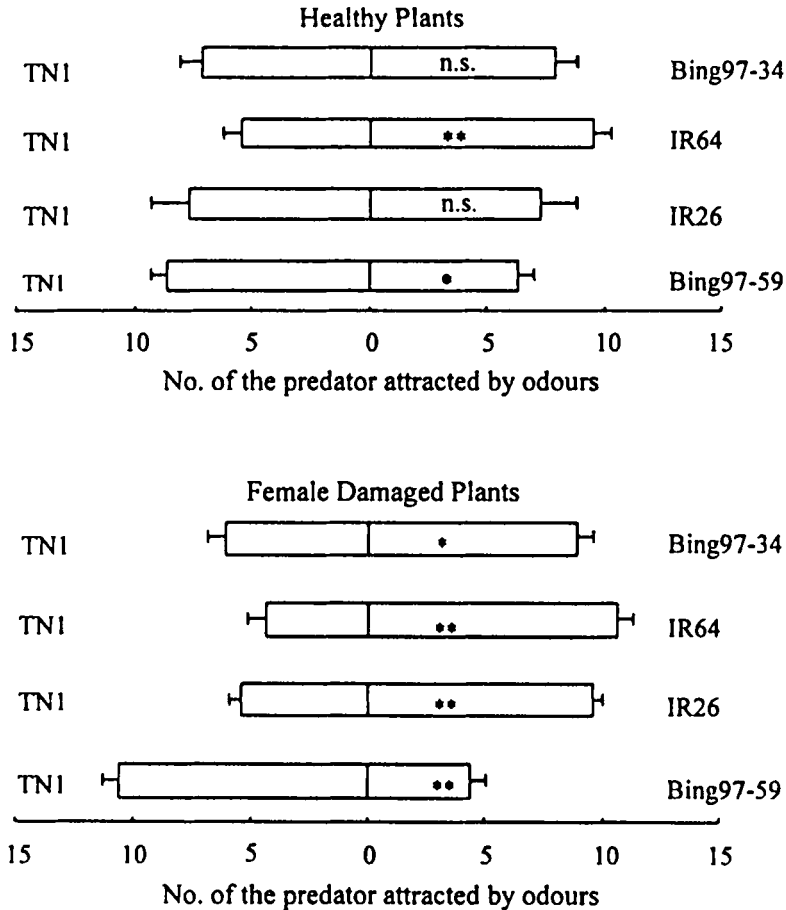 Healthy Plants
TN1 n.s. Bing97-34
TN1 ** IR64
TN1 n.s. IR26
TN1 * Bing97-59
15 10 5 0 5 10 15
No. of the predator attracted by odours
Female Damaged Plants
TN1 * Bing97-34
TN1 ** IR64
TN1 ** IR26
TN1 ** Bing97-59
15 10 5 0 5 10 15
No. of the predator attracted by odours